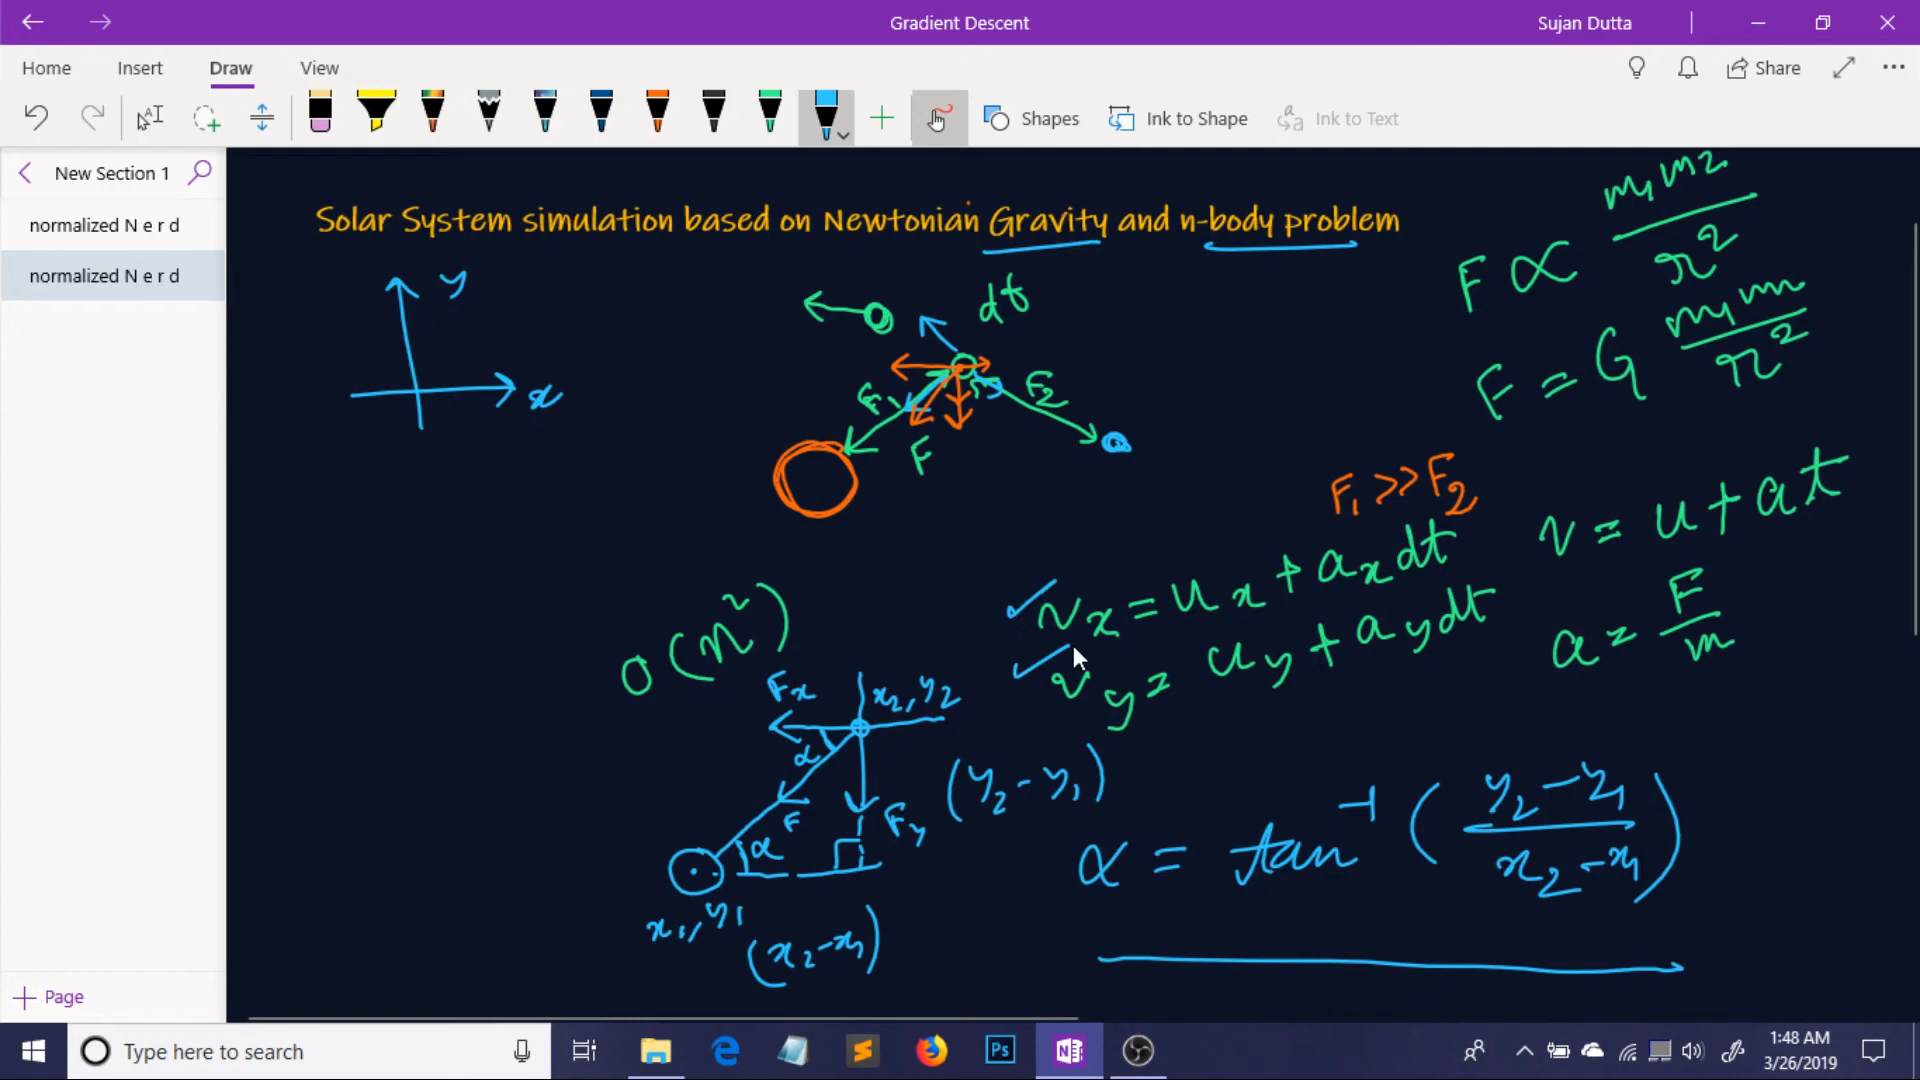 Gradient Descent
Sujan Dutta
Home Insert Draw View
Share
Shapes Ink to Shape Ink to Text
New Section 1
normalized N e r d
normalized N e r d
Page
Solar System simulation based on Newtonian Gravity and n-body problem
y
x
dt
F₁
F₂
F
F ∝ m₁m₂ / r²
F = G m₁m₂ / r²
F₁ >> F₂
v = u + at
vx = ux + ax dt
vy = uy + ay dt
a = F / m
O(n²)
Fx
x₂, y₂
α
F
Fy
(y₂ - y₁)
α
x₁, y₁
(x₂ - x₁)
α = tan⁻¹ ( y₂ - y₁ / x₂ - x₁ )
Type here to search
Ps
N
1:48 AM
3/26/2019